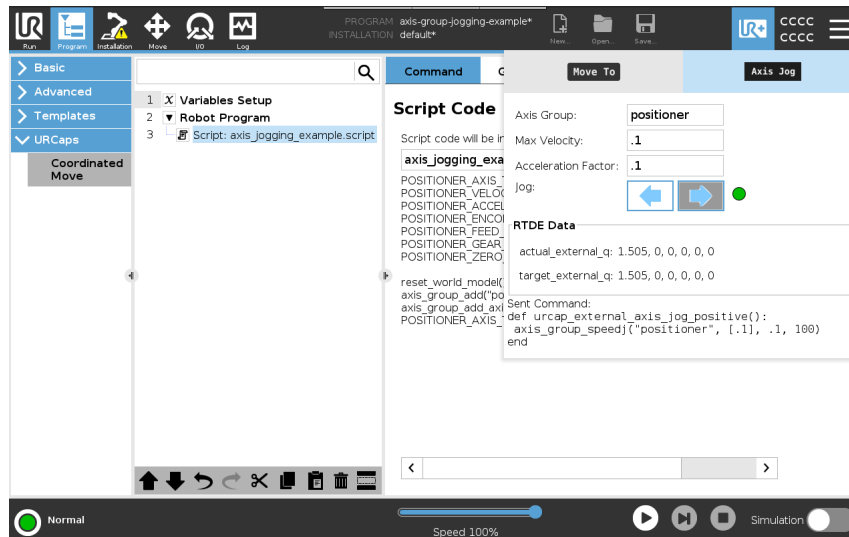 UR
PROGRAM axis-group-jogging-example*
INSTALLATION default*
UR+
CCCC
CCCC
Run Program Installation Move I/O Log New... Open... Save...
Basic
Advanced
Templates
URCaps
Coordinated
Move
1 X Variables Setup
2 Robot Program
3 Script: axis_jogging_example.script
Command G
Script Code
Script code will be in
axis_jogging_exa
POSITIONER_AXIS_
POSITIONER_VELOC
POSITIONER_ACCEL
POSITIONER_ENCO
POSITIONER_FEED_
POSITIONER_GEAR_
POSITIONER_ZERO_
reset_world_model(
axis_group_add("po
axis_group_add_axi
POSITIONER_AXIS_
Move To Axis Jog
Axis Group: positioner
Max Velocity: .1
Acceleration Factor: .1
Jog:
RTDE Data
actual_external_q: 1.505, 0, 0, 0, 0, 0
target_external_q: 1.505, 0, 0, 0, 0, 0
Sent Command:
def urcap_external_axis_jog_positive():
axis_group_speedj("positioner", [.1], .1, 100)
end
Normal
Speed 100%
Simulation